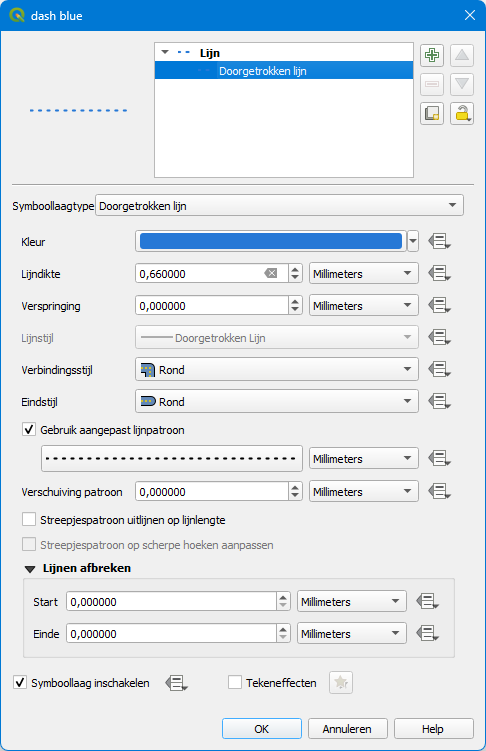 dash blue
Lijn
Doorgetrokken lijn
Symboollaagtype Doorgetrokken lijn
Kleur
Lijndikte 0,660000 Millimeters
Verspringing 0,000000 Millimeters
Lijnstijl Doorgetrokken Lijn
Verbindingsstijl Rond
Eindstijl Rond
Gebruik aangepast lijnpatroon
Millimeters
Verschuiving patroon 0,000000 Millimeters
Streepjespatroon uitlijnen op lijnlengte
Streepjespatroon op scherpe hoeken aanpassen
Lijnen afbreken
Start 0,000000 Millimeters
Einde 0,000000 Millimeters
Symboollaag inschakelen Tekeneffecten
OK Annuleren Help